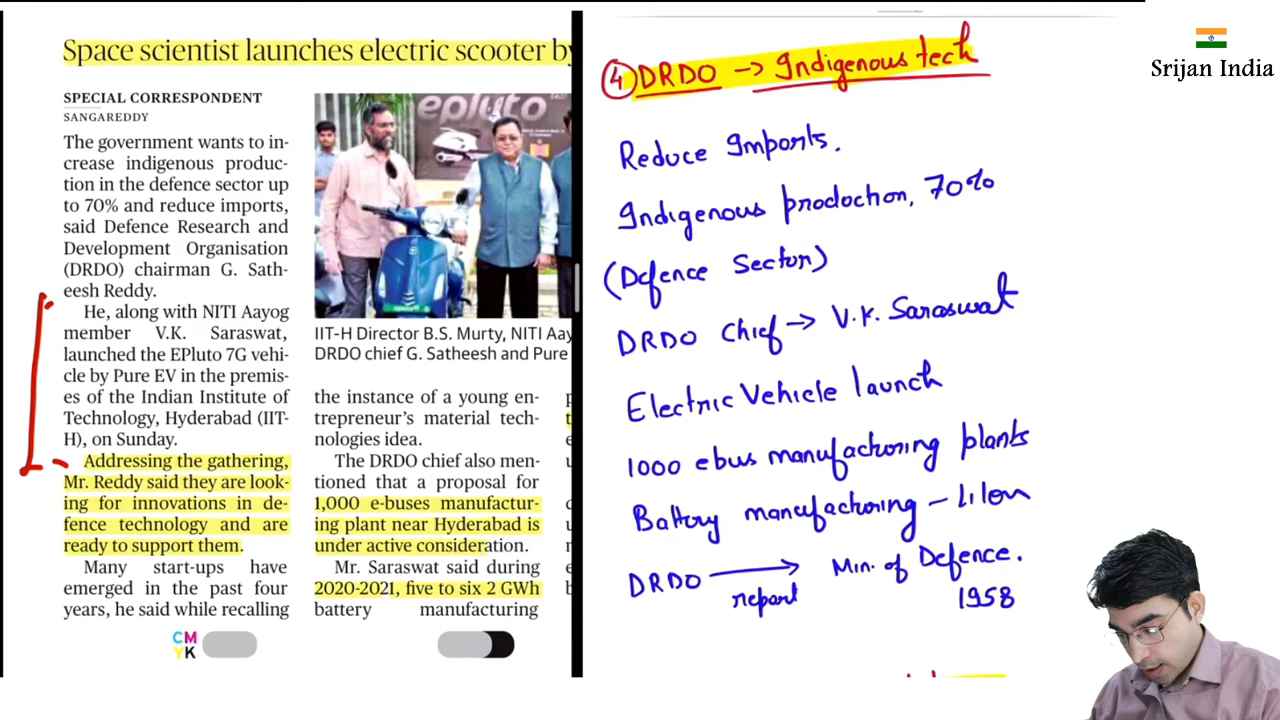 Space scientist launches electric scooter by
SPECIAL CORRESPONDENT
SANGAREDDY
The government wants to in-
crease indigenous produc-
tion in the defence sector up
to 70% and reduce imports,
said Defence Research and
Development Organisation
(DRDO) chairman G. Sath-
eesh Reddy.
He, along with NITI Aayog
member V.K. Saraswat,
launched the EPluto 7G vehi-
cle by Pure EV in the premis-
es of the Indian Institute of
Technology, Hyderabad (IIT-
H), on Sunday.
Addressing the gathering,
Mr. Reddy said they are look-
ing for innovations in de-
fence technology and are
ready to support them.
Many start-ups have
emerged in the past four
years, he said while recalling
epluto
IIT-H Director B.S. Murty, NITI Aay
DRDO chief G. Satheesh and Pure
the instance of a young en-
trepreneur's material tech-
nologies idea.
The DRDO chief also men-
tioned that a proposal for
1,000 e-buses manufactur-
ing plant near Hyderabad is
under active consideration.
Mr. Saraswat said during
2020-2021, five to six 2 GWh
battery manufacturing
CM
YK
4 DRDO → Indigenous tech
Reduce Imports.
Indigenous production, 70%
(Defence Sector)
DRDO Chief → V.K. Saraswat
Electric Vehicle launch
1000 ebus manufactoring plants
Battery manufactoring - LiIon
DRDO → Min. of Defence.
report 1958
Srijan India